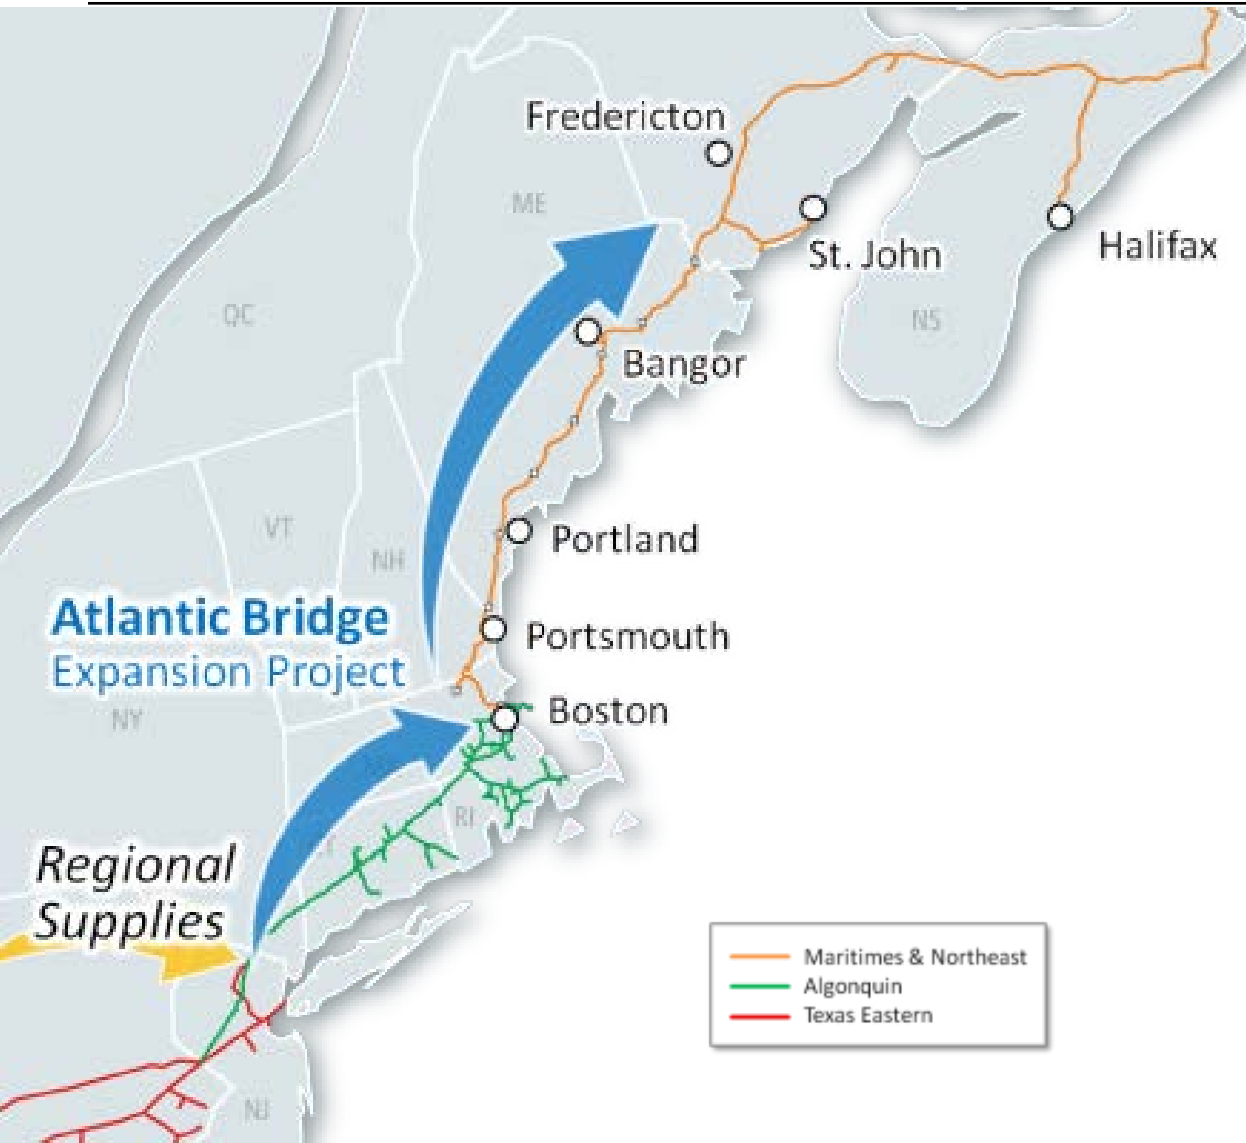 Fredericton
ME
St. John
Halifax
QC
NS
Bangor
VT
NH
Portland
Atlantic Bridge
Expansion Project
Portsmouth
NY
Boston
RI
Regional
Supplies
Maritimes & Northeast
Algonquin
Texas Eastern
NJ